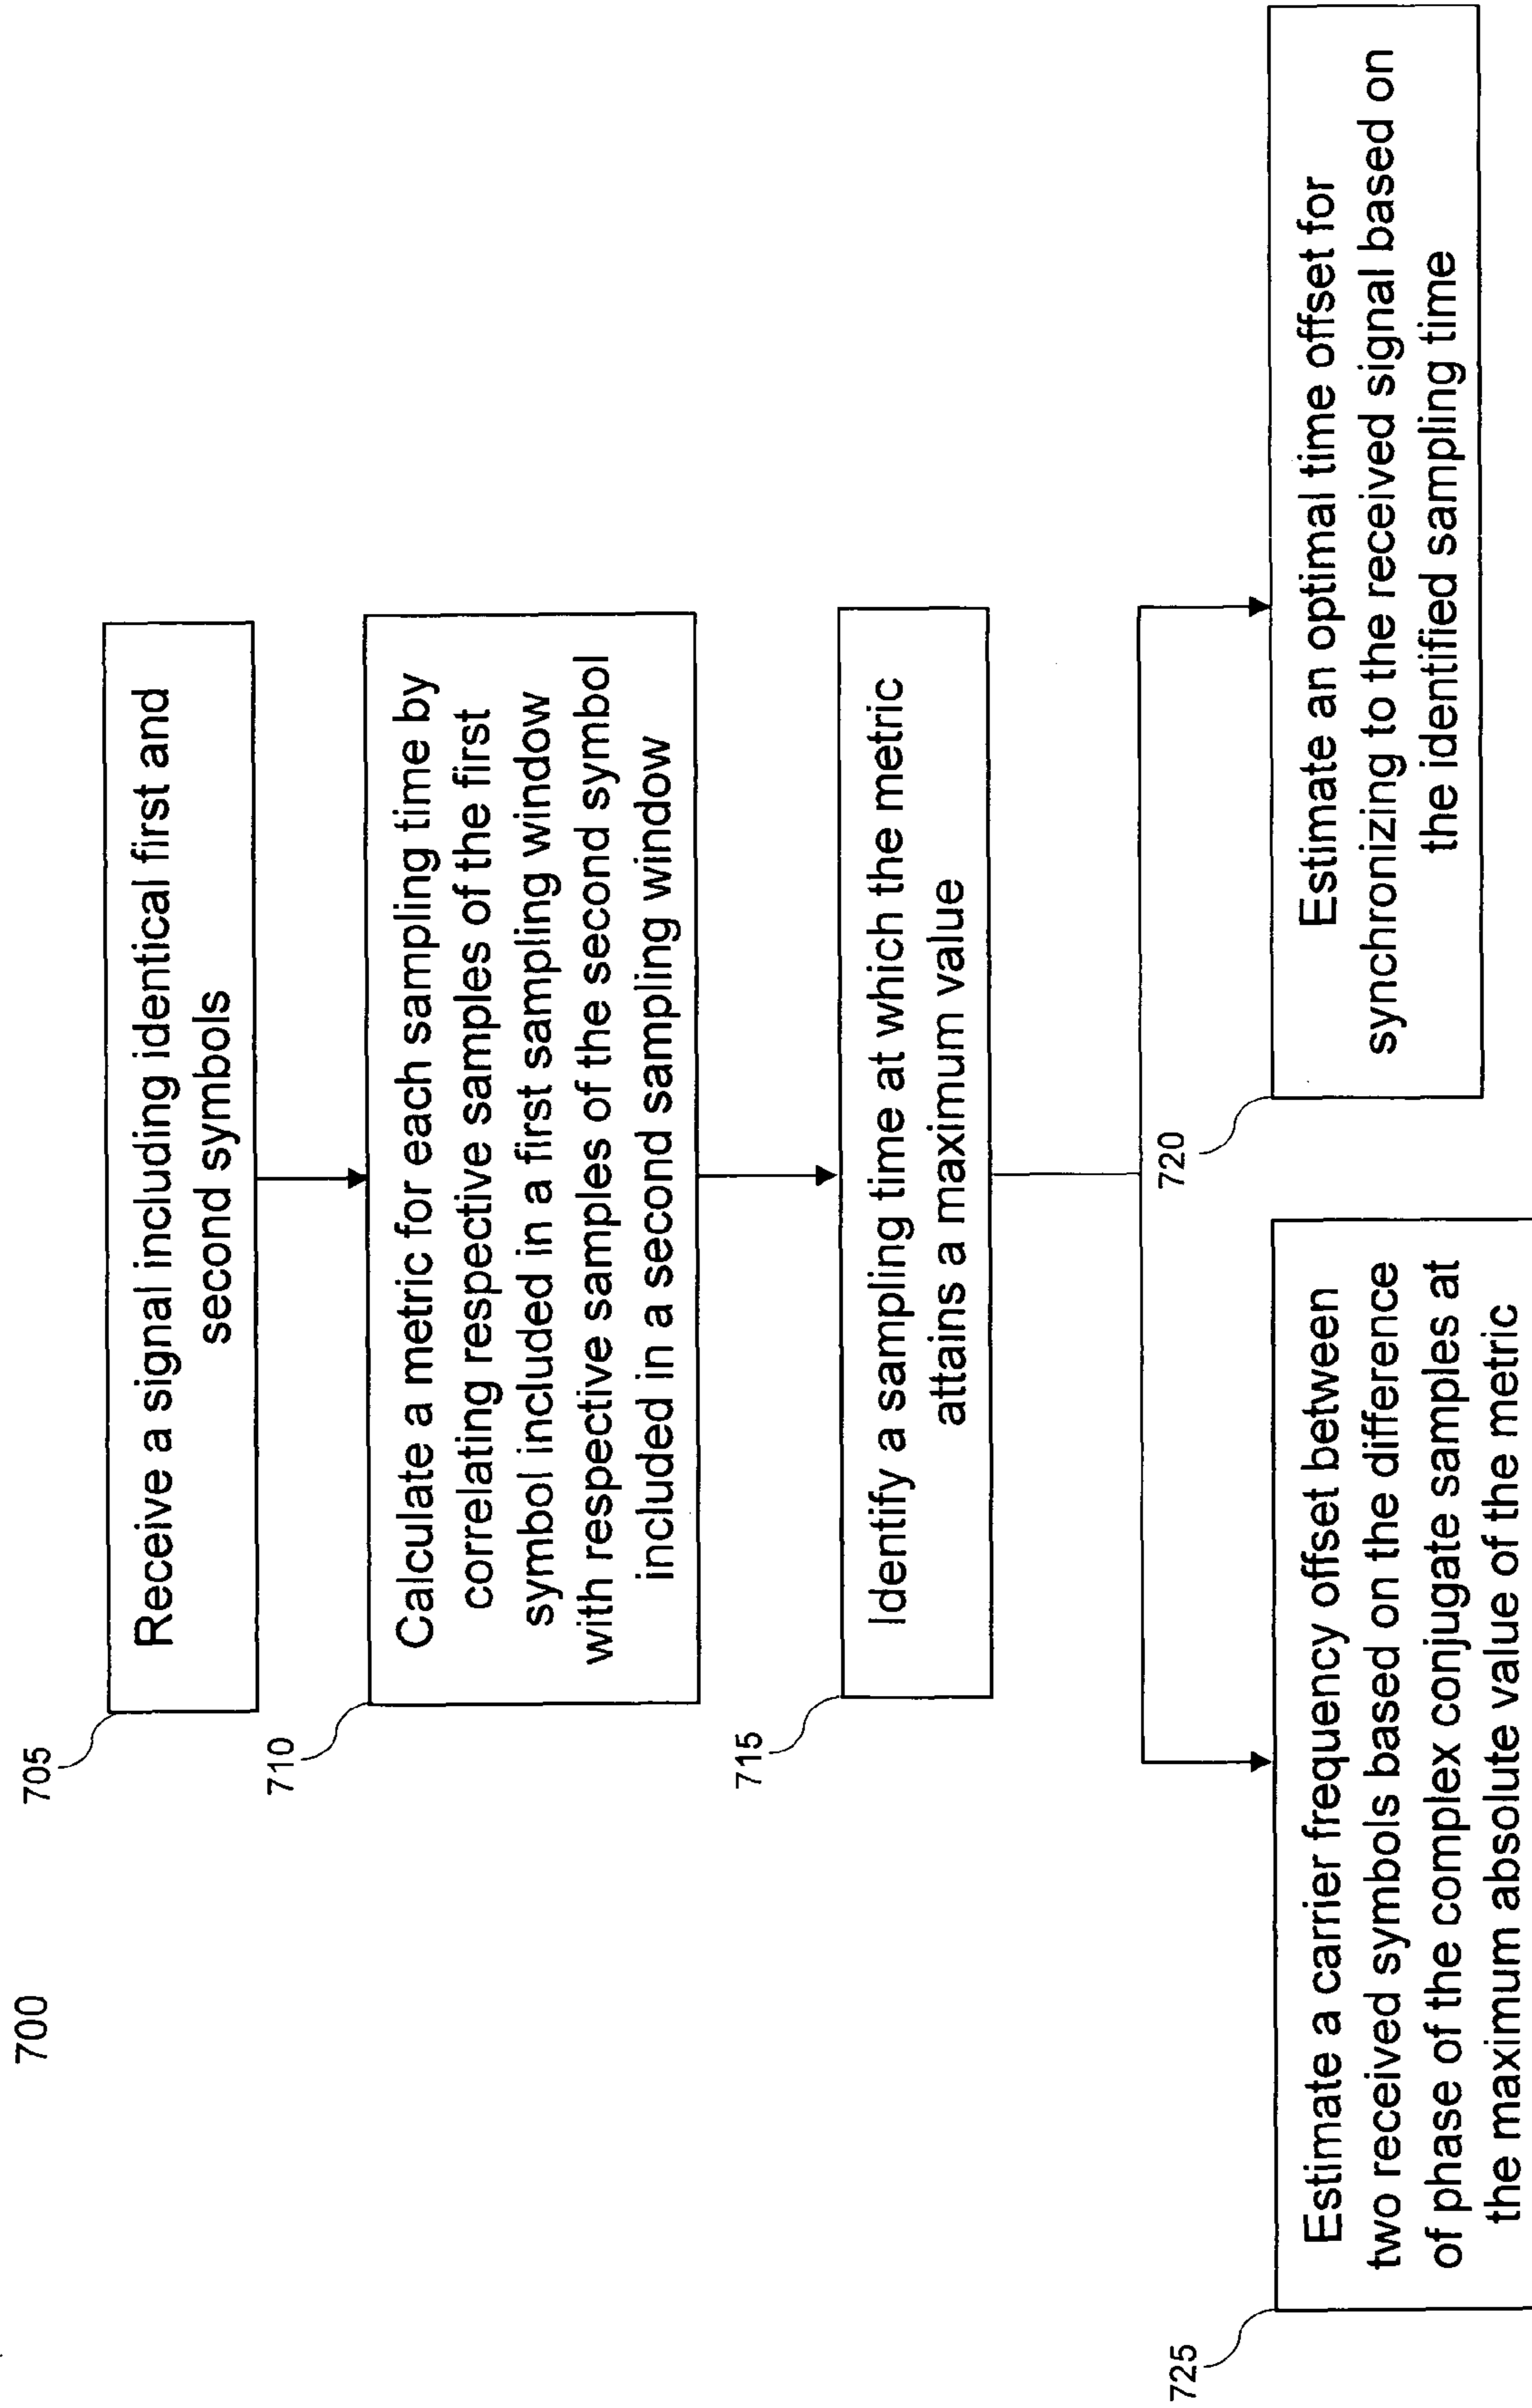 700
705
Receive a signal including identical first and
second symbols
710
Calculate a metric for each sampling time by
correlating respective samples of the first
symbol included in a first sampling window
with respective samples of the second symbol
included in a second sampling window
715
Identify a sampling time at which the metric
attains a maximum value
725
Estimate a carrier frequency offset between
two received symbols based on the difference
of phase of the complex conjugate samples at
the maximum absolute value of the metric
720
Estimate an optimal time offset for
synchronizing to the received signal based on
the identified sampling time